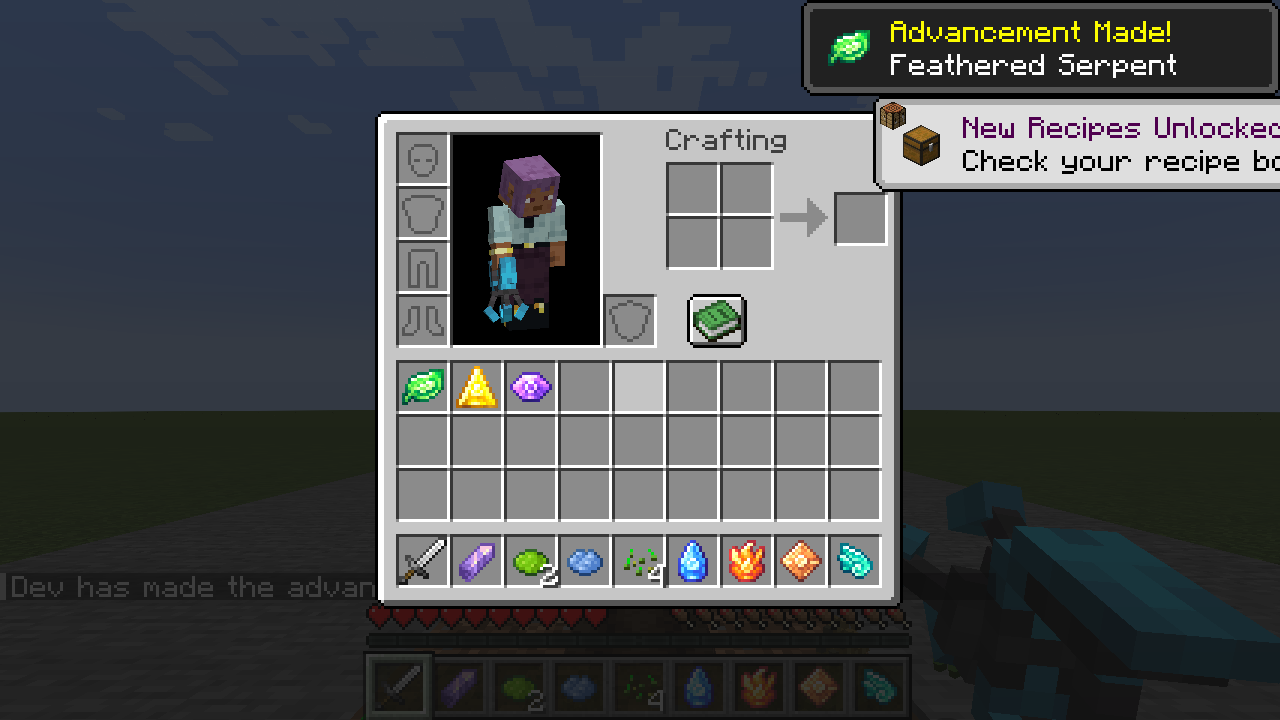 Advancement Made!
Feathered Serpent
New Recipes Unlocked
Check your recipe bo
Crafting
2
4
Dev has made the advan
2
4